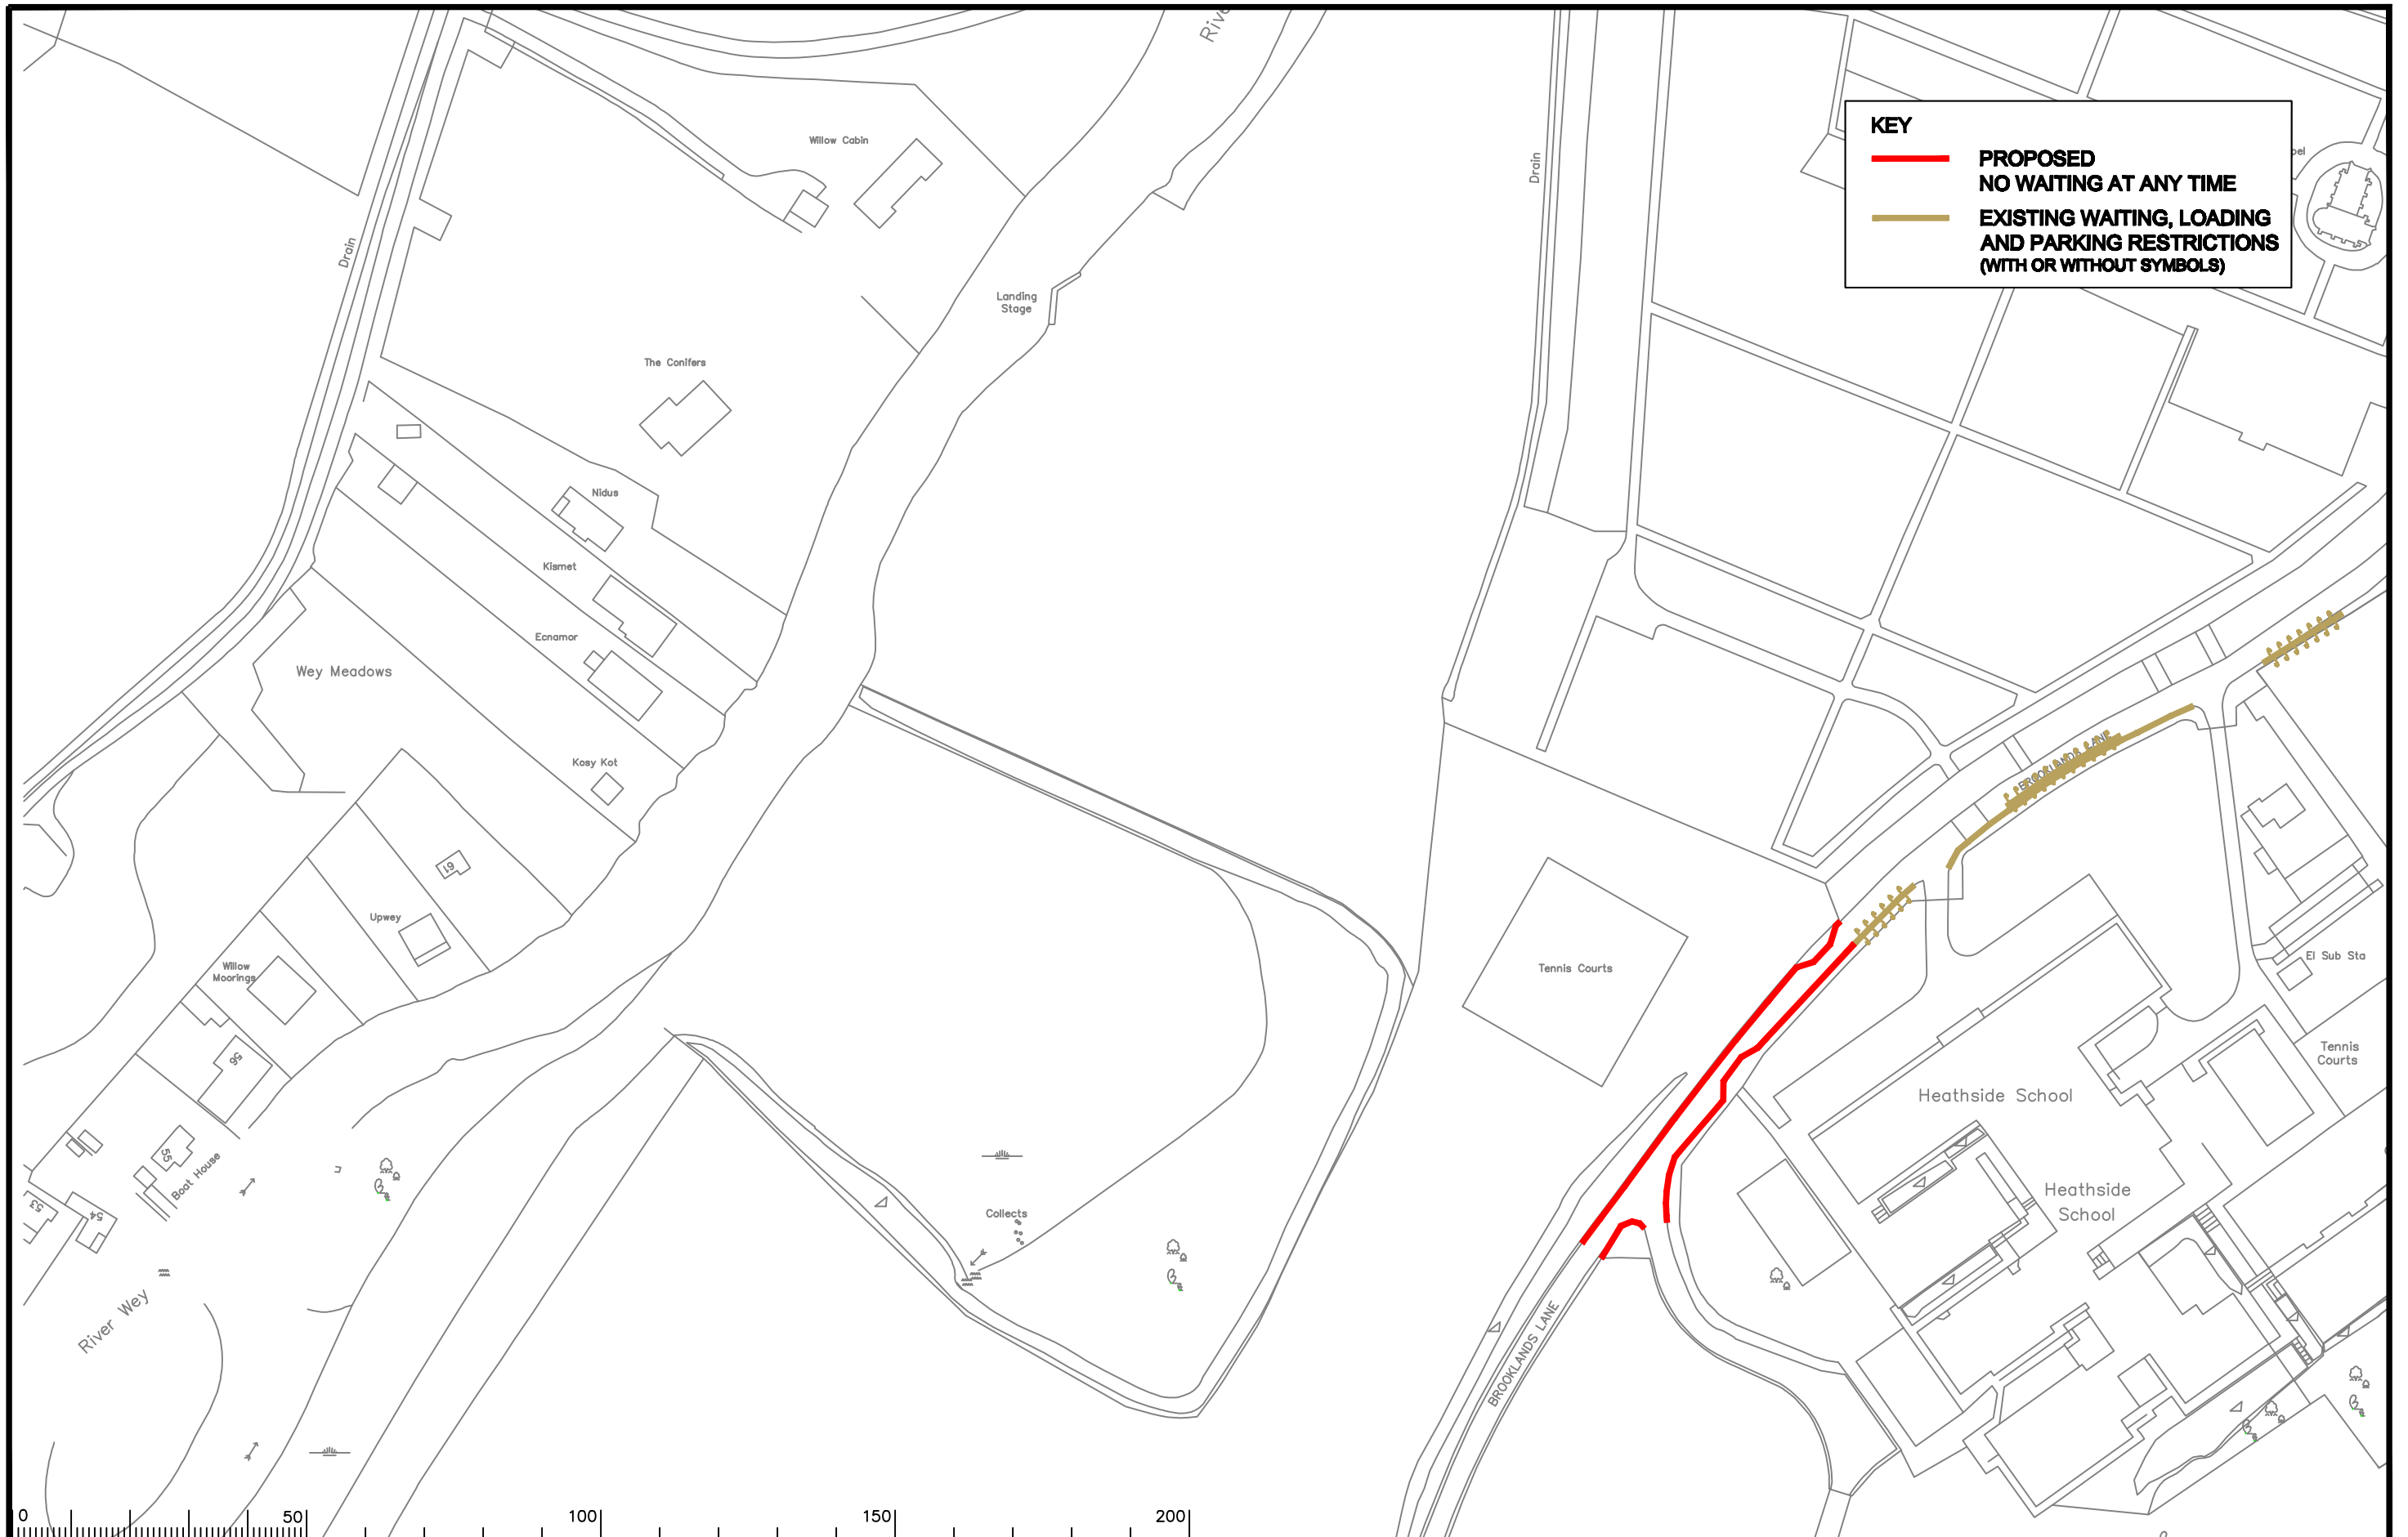 Willow Cabin
Drain
Drain
KEY
PROPOSED
NO WAITING AT ANY TIME
EXISTING WAITING, LOADING
AND PARKING RESTRICTIONS
(WITH OR WITHOUT SYMBOLS)
Landing
Stage
The Conifers
Nidus
Kismet
Ecnamor
Wey Meadows
Kosy Kot
BROOKLANDS LANE
61
Upwey
Willow
Moorings
Tennis Courts
El Sub Sta
56
Tennis
Courts
Heathside School
55
Boat House
Heathside
School
53
54
Collects
River Wey
BROOKLANDS LANE
0
50
100
150
200